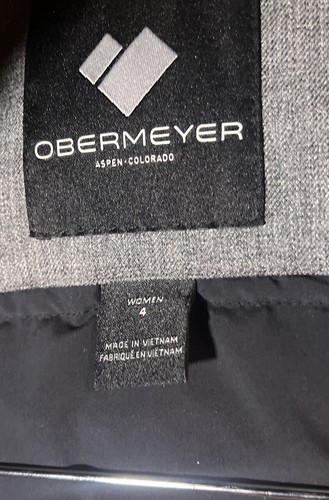 OBERMEYER
ASPEN·COLORADO
WOMEN
4
MADE IN VIETNAM
FABRIQUÉ EN VIETNAM